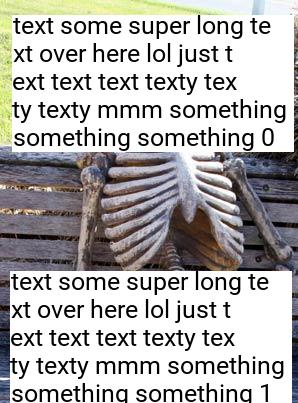 text some super long te
xt over here lol just t
ext text text texty tex
ty texty mmm something
something something 0
text some super long te
xt over here lol just t
ext text text texty tex
ty texty mmm something
something something 1